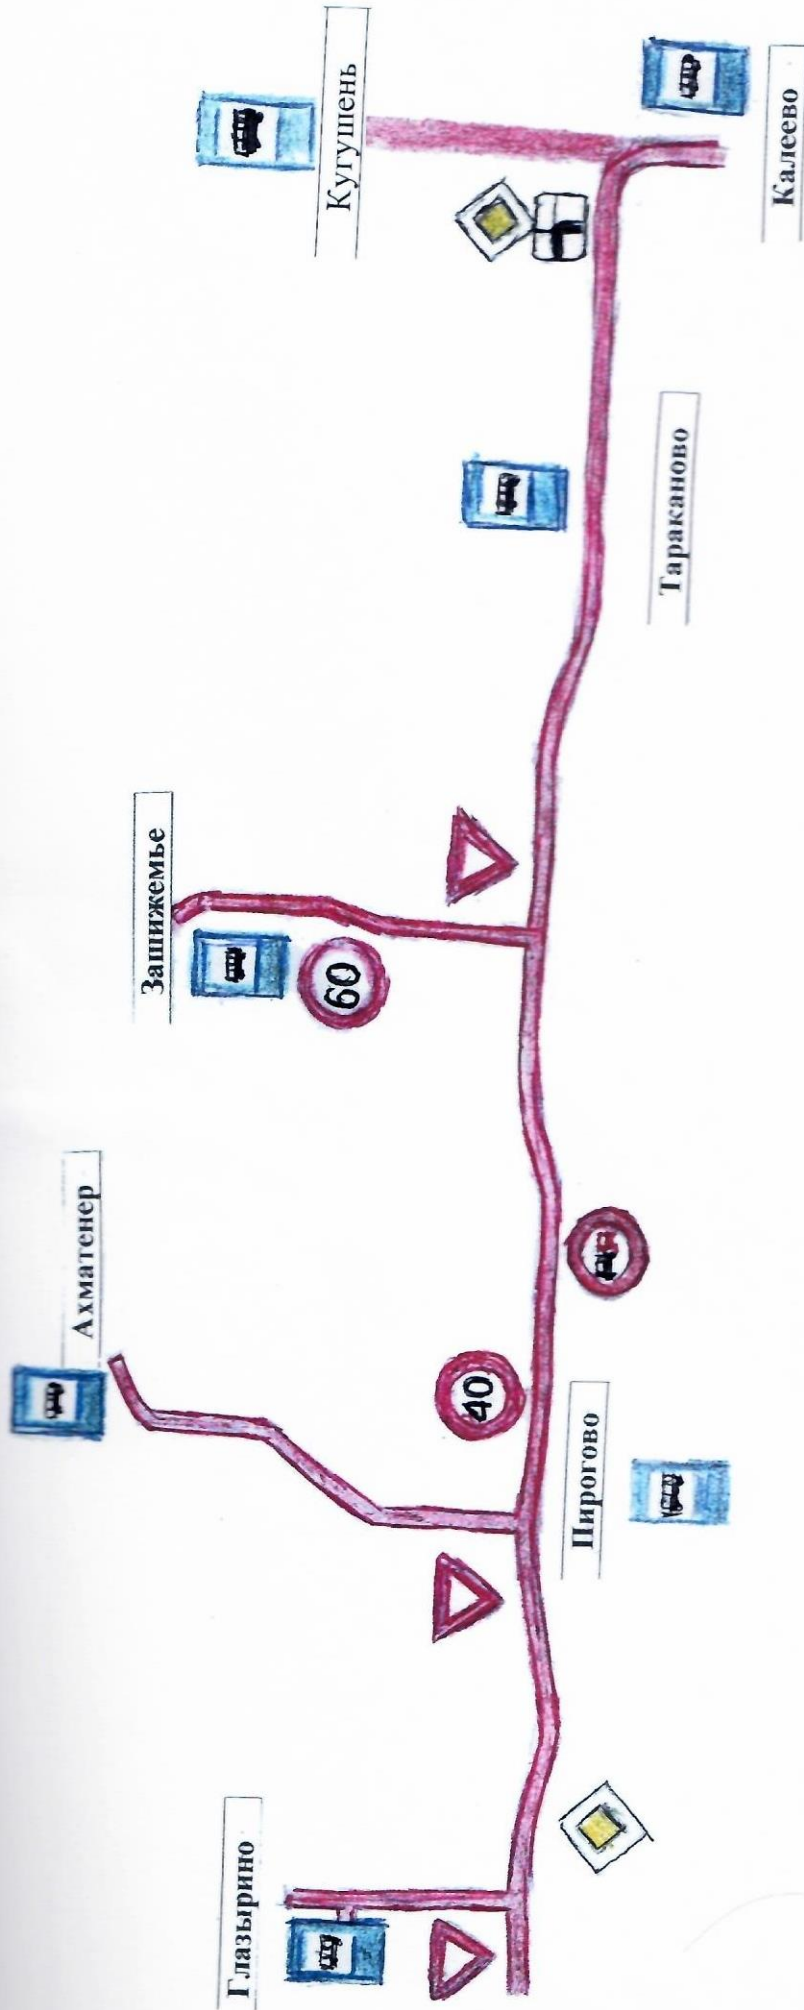 Глазырино
Ахматенер
Зашижемье
Кугушень
60
40
Пирогово
Тараканово
Калеево